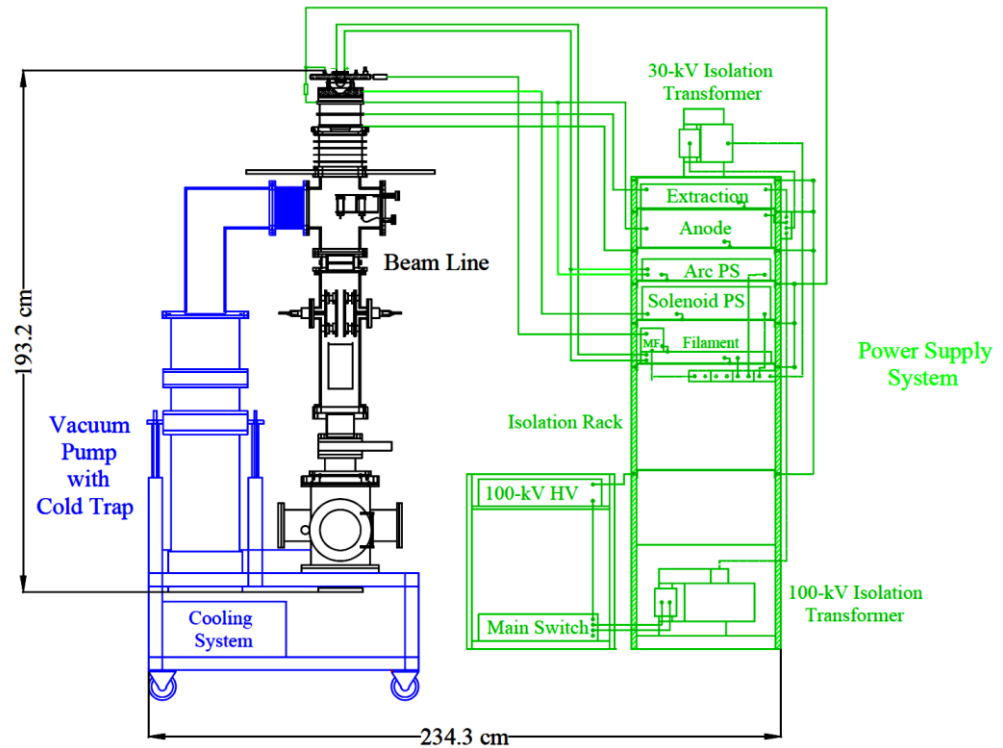 30-kV Isolation
Transformer
193.2 cm
Extraction
Anode
Beam Line
Arc PS
Solenoid PS
MF
Filament
Power Supply
System
Isolation Rack
Vacuum
Pump
with
Cold Trap
100-kV HV
100-kV Isolation
Transformer
Cooling
System
Main Switch
234.3 cm